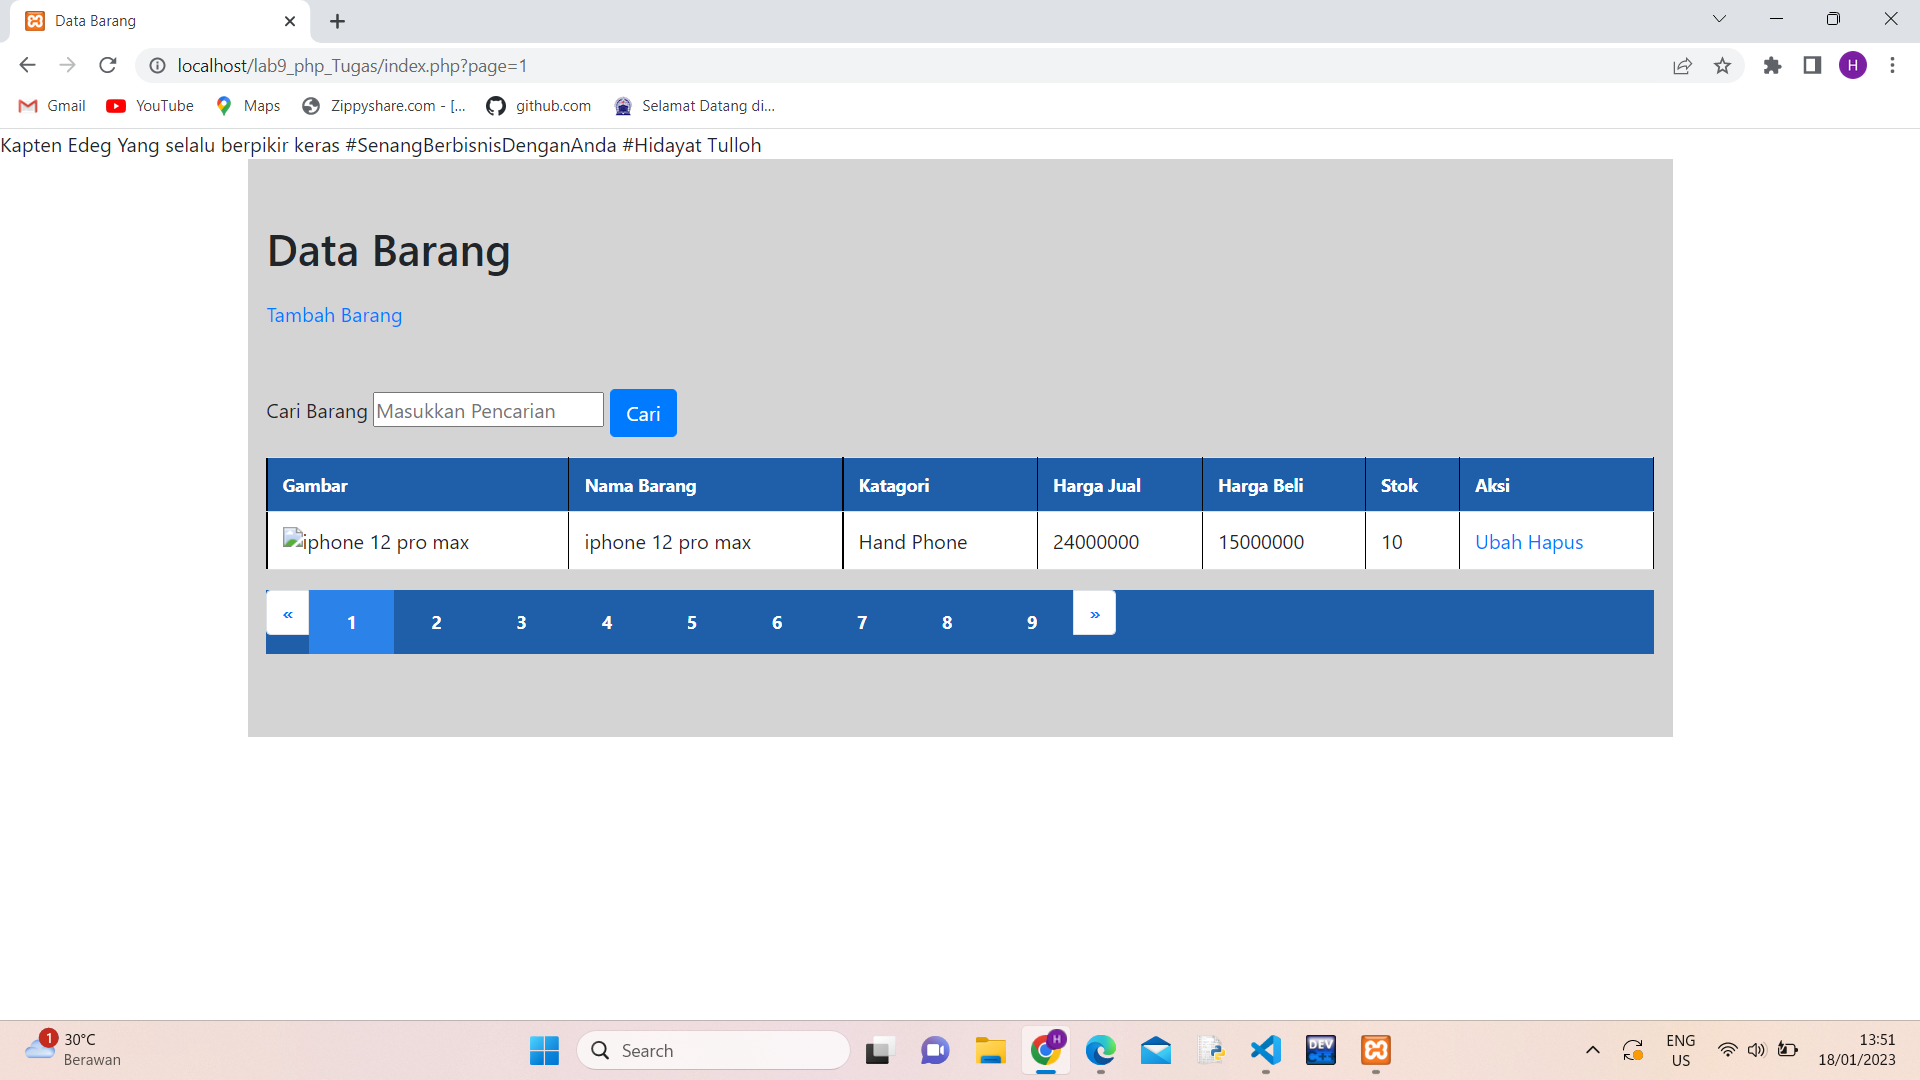 Data Barang
localhost/lab9_php_Tugas/index.php?page=1
H
Gmail YouTube Maps Zippyshare.com - [... github.com Selamat Datang di...
Kapten Edeg Yang selalu berpikir keras #SenangBerbisnisDenganAnda #Hidayat Tulloh
Data Barang
Tambah Barang
Cari Barang Masukkan Pencarian Cari
Gambar Nama Barang Katagori Harga Jual Harga Beli Stok Aksi
iphone 12 pro max iphone 12 pro max Hand Phone 24000000 15000000 10 Ubah Hapus
« 1 2 3 4 5 6 7 8 9 »
1 30°C
Berawan
Search
H
DEV
ENG
US
13:51
18/01/2023